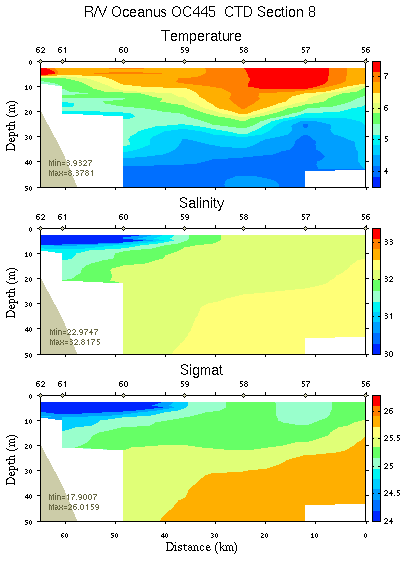 R/V Oceanus OC445 CTD Section 8
Temperature
62 61 60 59 58 57 56
Depth (m)
0
10
20
30
40
50
Min=3.9327
Max=8.3781
7
6
5
4
Salinity
62 61 60 59 58 57 56
Depth (m)
0
10
20
30
40
50
Min=22.9747
Max=32.8175
33
32
31
30
Sigmat
62 61 60 59 58 57 56
Depth (m)
0
10
20
30
40
50
Min=17.9007
Max=26.0159
26
25.5
25
24.5
24
65 60 50 40 30 20 10 0
Distance (km)